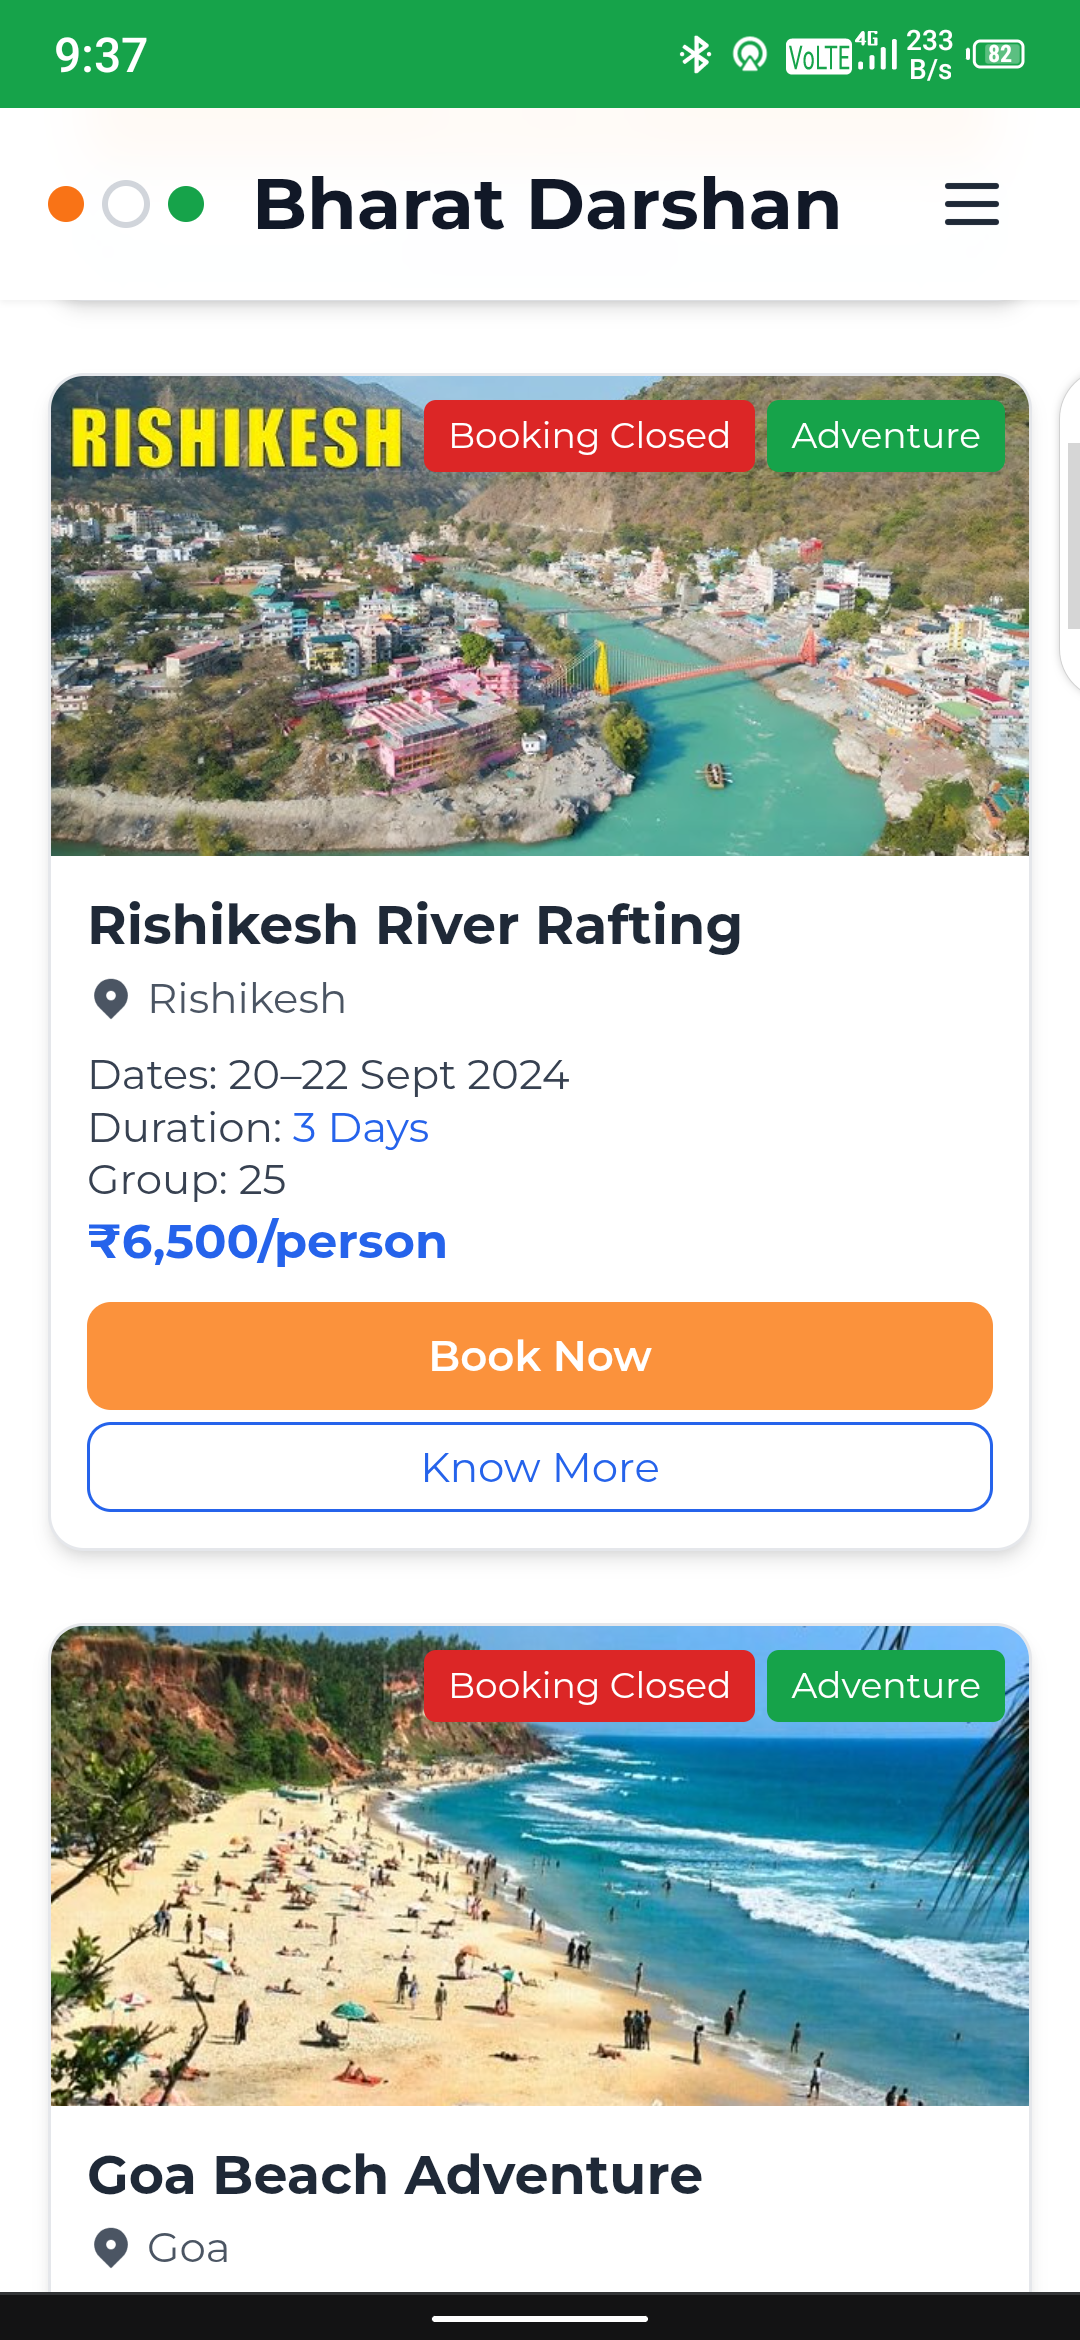 9:37
VoLTE 4G 233 B/s 82
Bharat Darshan
RISHIKESH Booking Closed Adventure
Rishikesh River Rafting
Rishikesh
Dates: 20–22 Sept 2024
Duration: 3 Days
Group: 25
₹6,500/person
Book Now
Know More
Booking Closed Adventure
Goa Beach Adventure
Goa